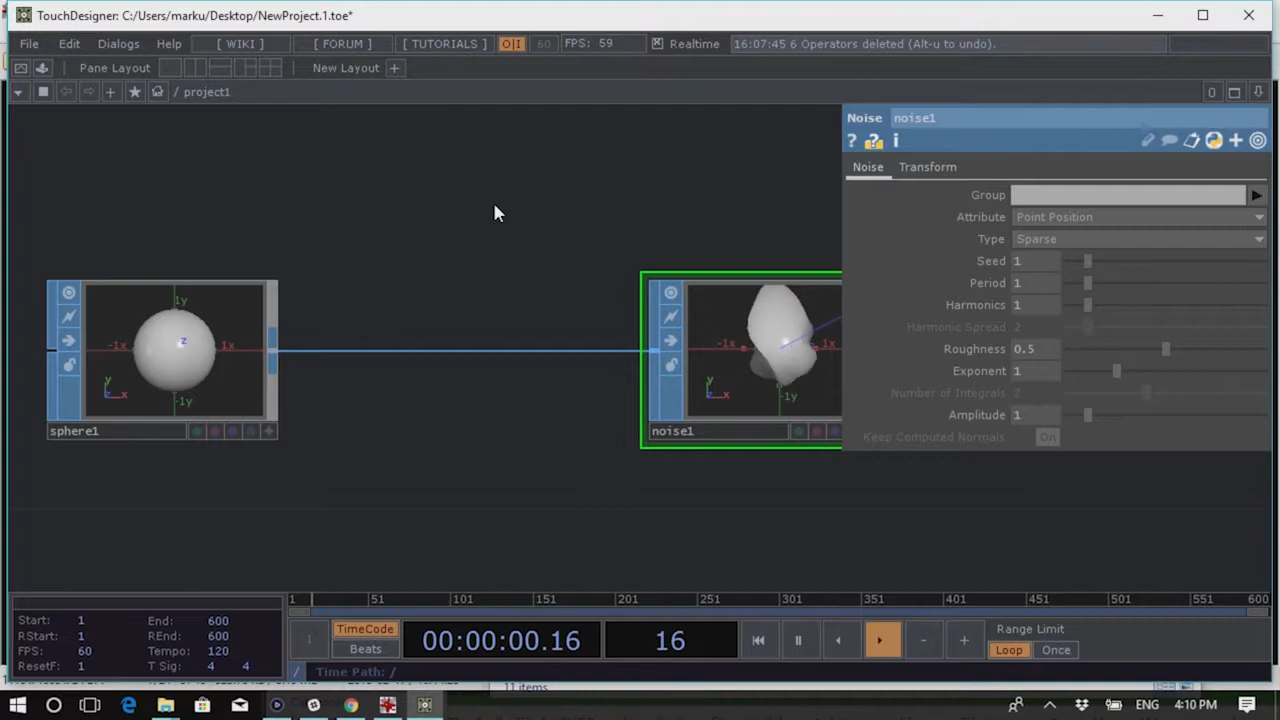 TouchDesigner: C:/Users/marku/Desktop/NewProject.1.toe*
File Edit Dialogs Help [ WIKI ] [ FORUM ] [ TUTORIALS ] O|I 60 FPS: 59 Realtime 16:07:45 6 Operators deleted (Alt-u to undo).
Pane Layout New Layout +
/ project1 0
Noise noise1
? ? i
Noise Transform
Group
Attribute Point Position
Type Sparse
Seed 1
Period 1
Harmonics 1
Harmonic Spread 2
Roughness 0.5
Exponent 1
Number of Integrals 2
Amplitude 1
Keep Computed Normals On
1y
-1x z 1x
y
x
-1y
sphere1
-1x 1x
y
x
-1y
noise1
1 51 101 151 201 251 301 351 401 451 501 551 600
Start: 1 End: 600
RStart: 1 REnd: 600
FPS: 60 Tempo: 120
ResetF: 1 T Sig: 4 4
TimeCode
Beats
00:00:00.16
16
Range Limit
Loop Once
/ Time Path: /
11 items
ENG 4:10 PM